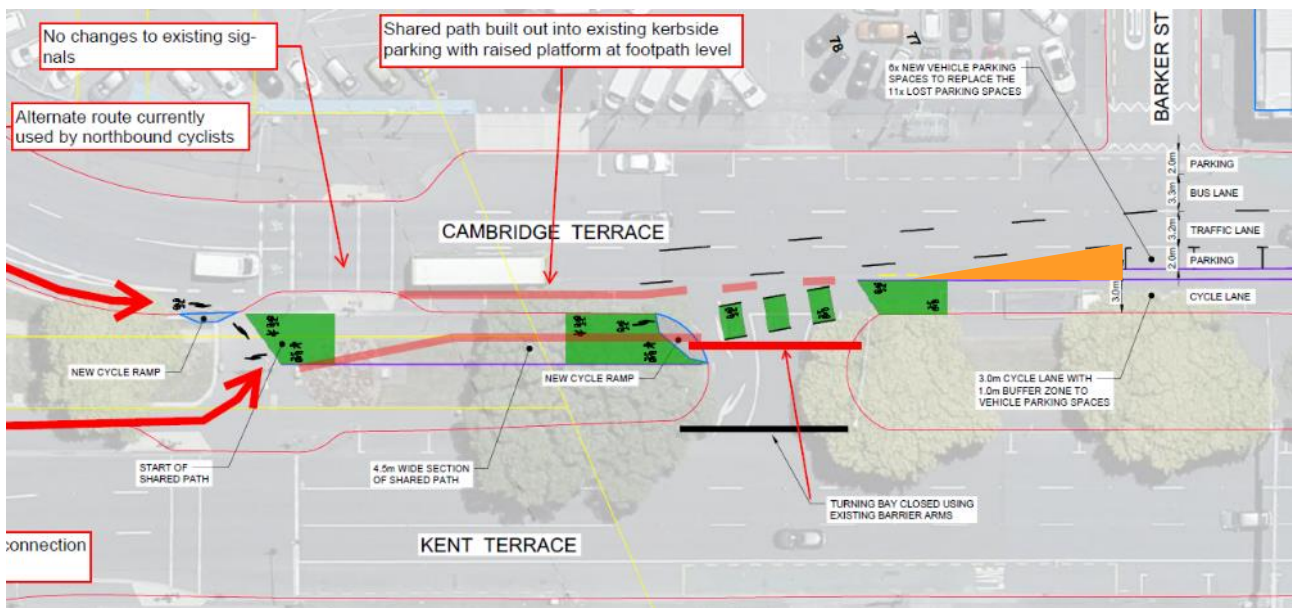 No changes to existing sig-
nals
Shared path built out into existing kerbside
parking with raised platform at footpath level
Alternate route currently
used by northbound cyclists
78
77
6x NEW VEHICLE PARKING
SPACES TO REPLACE THE
11x LOST PARKING SPACES
BARKER ST
2.0m
PARKING
3.3m
BUS LANE
3.2m
TRAFFIC LANE
2.0m
PARKING
3.0m
CYCLE LANE
CAMBRIDGE TERRACE
NEW CYCLE RAMP
NEW CYCLE RAMP
3.0m CYCLE LANE WITH
1.0m BUFFER ZONE TO
VEHICLE PARKING SPACES
START OF
SHARED PATH
4.5m WIDE SECTION
OF SHARED PATH
TURNING BAY CLOSED USING
EXISTING BARRIER ARMS
connection
KENT TERRACE